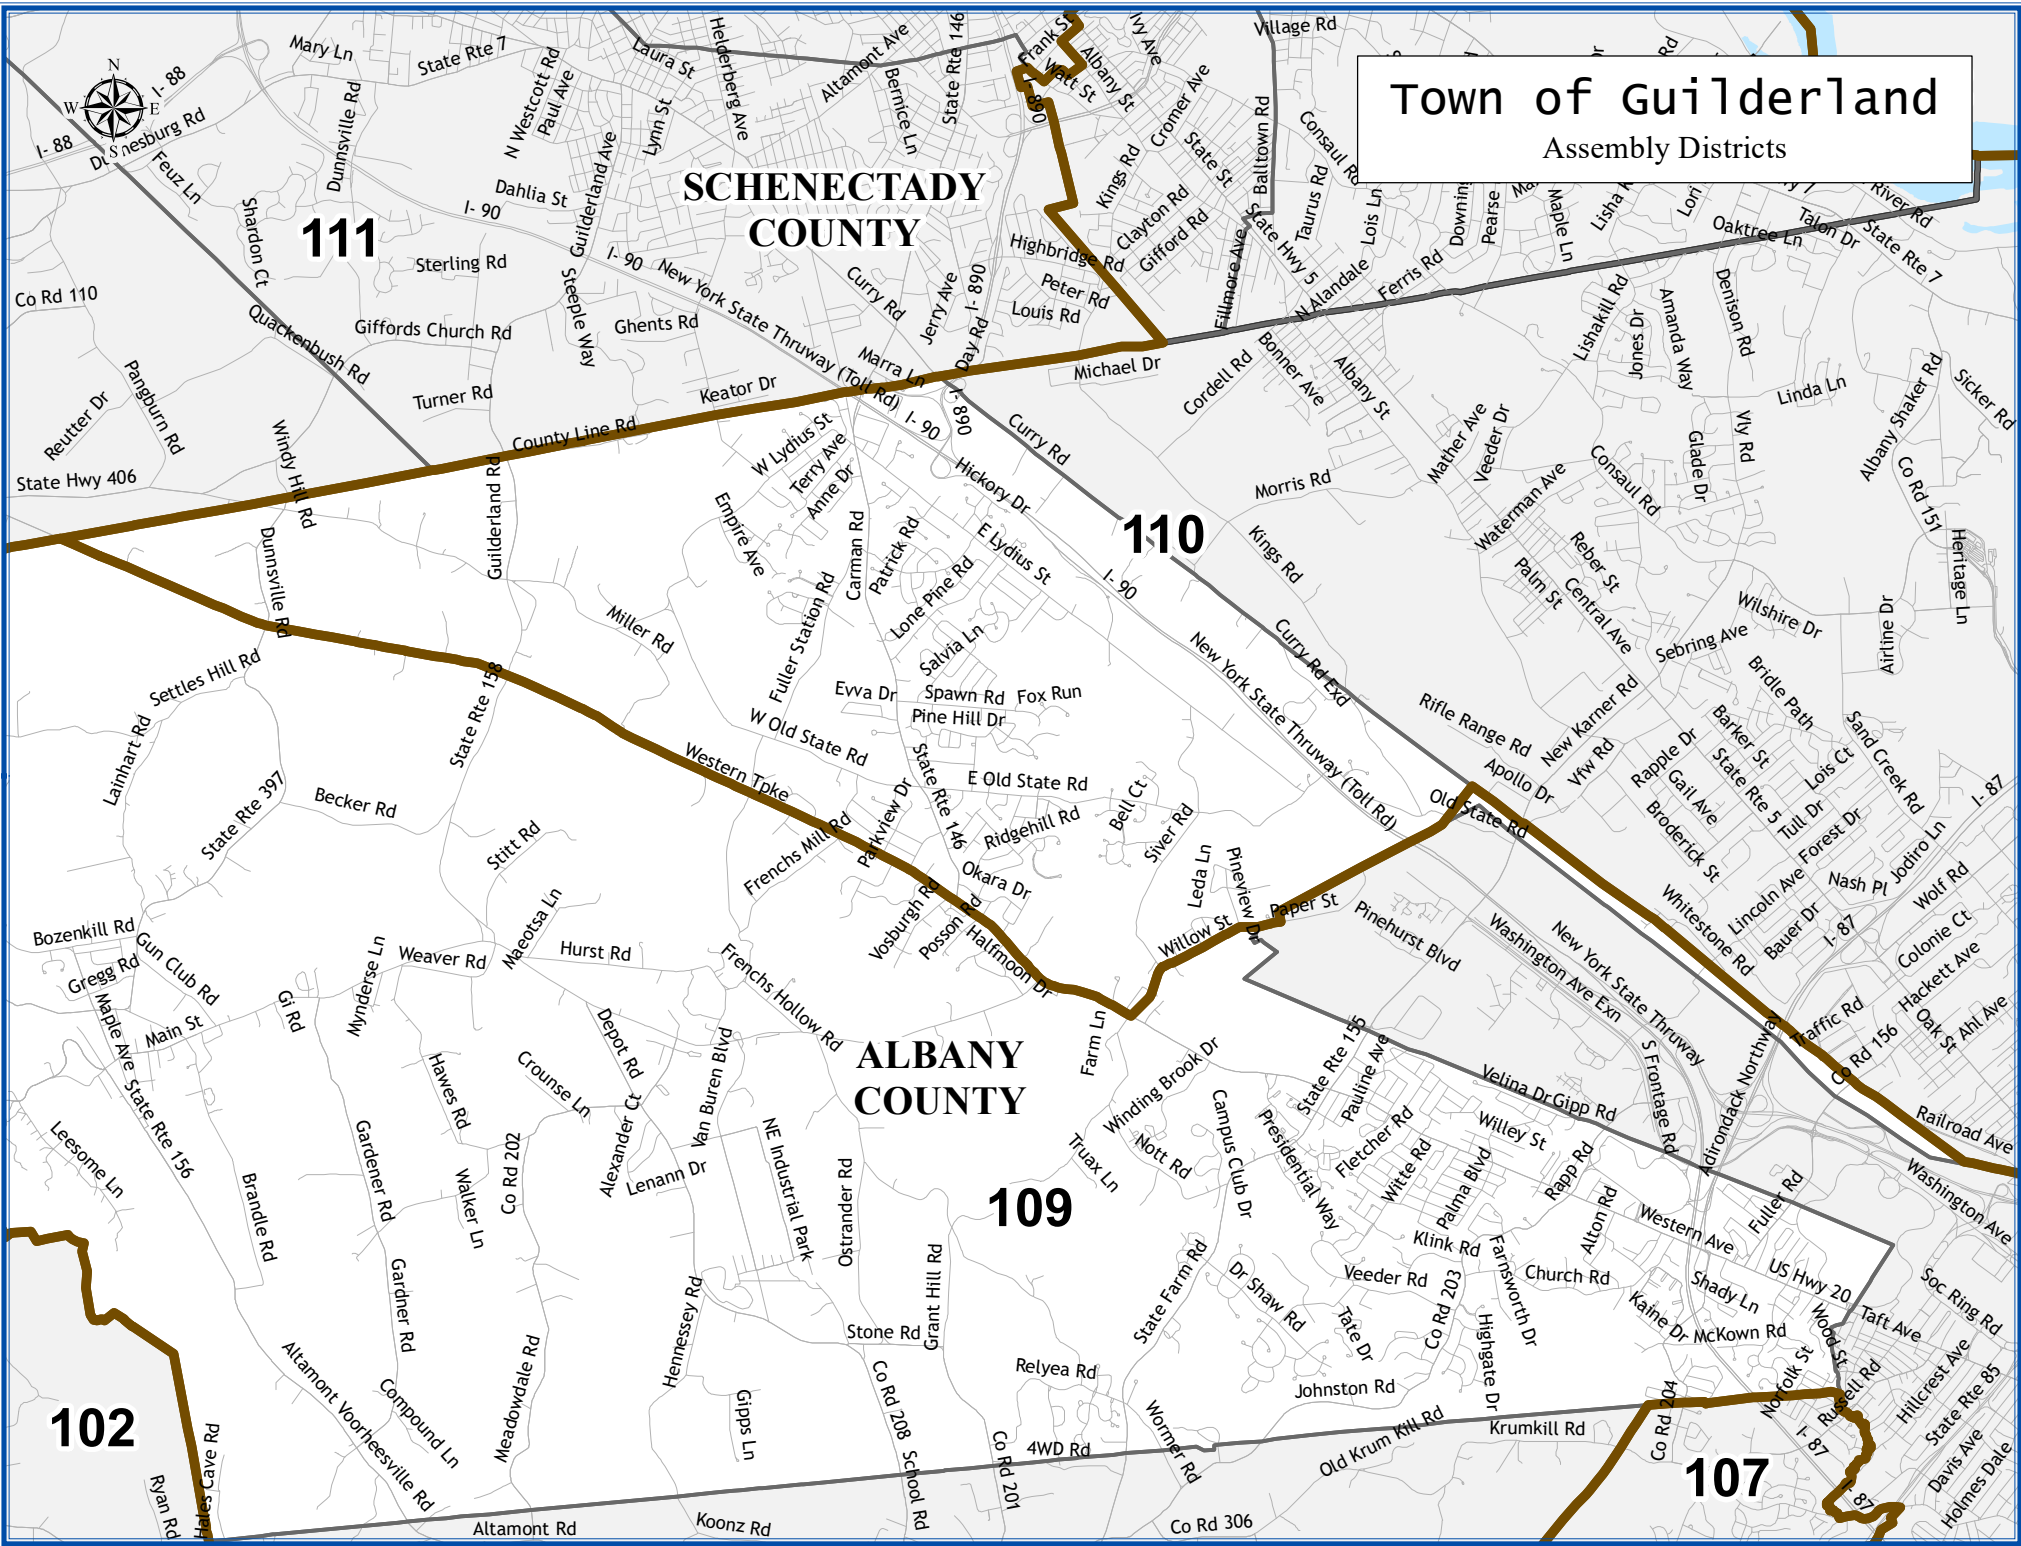 Town of Guilderland
Assembly Districts
N
W
E
S
SCHENECTADY
COUNTY
ALBANY
COUNTY
111
110
109
102
107
Mary Ln
State Rte 7
I- 88
I- 88
Feuz Ln
Dunnsville Rd
N Westcott Rd
Paul Ave
Laura St
Lynn St
Helderberg Ave
Altamont Ave
Bernice Ln
State Rte 146
Frank St
Watt St
I- 890
Albany St
Ivy Ave
Cromer Ave
Village Rd
State St
S Balltown Rd
Consaul Rd
Taurus Rd
Lois Ln
Downing
Pearse
Maple Ln
Lori
River Rd
Talon Dr
State Rte 7
Oaktree Ln
Shardon Ct
Dahlia St
I- 90
Guilderland Ave
Sterling Rd
I- 90
Steeple Way
Kings Rd
Clayton Rd
Gifford Rd
Highbridge Rd
Peter Rd
Louis Rd
State Hwy 5
Fillmore Ave
N Alandale
Ferris Rd
Co Rd 110
Quackenbush Rd
Giffords Church Rd
Ghents Rd
New York State Thruway (Toll Rd)
Curry Rd
Jerry Ave
I- 890
Day Rd
Marra Ln
Michael Dr
Cordell Rd
Bonner Ave
Albany St
Lishakill Rd
Jones Dr
Amanda Way
Denison Rd
Linda Ln
Albany Shaker Rd
Sicker Rd
Reutter Dr
Pangburn Rd
Turner Rd
Keator Dr
County Line Rd
State Hwy 406
Windy Hill Rd
Guilderland Rd
W Lydius St
Terry Ave
Anne Dr
I- 90
I- 890
Curry Rd
Hickory Dr
Morris Rd
Mather Ave
Veeder Dr
Waterman Ave
Consaul Rd
Glade Dr
Vly Rd
Co Rd 151
Heritage Ln
Dunnsville Rd
Empire Ave
Carman Rd
Patrick Rd
E Lydius St
Lone Pine Rd
Salvia Ln
I- 90
Kings Rd
Palm St
Reber St
Central Ave
Wilshire Dr
Sebring Ave
Airline Dr
Settles Hill Rd
Miller Rd
Fuller Station Rd
Evva Dr
Spawn Rd
Fox Run
Pine Hill Dr
New York State Thruway (Toll Rd)
Curry Rd Exd
Rifle Range Rd
New Karner Rd
Bridle Path
Lainhart Rd
State Rte 158
W Old State Rd
Western Tpke
State Rte 146
E Old State Rd
Parkview Dr
Ridgehill Rd
Bell Ct
Siver Rd
Apollo Dr
Vfw Rd
Old State Rd
Rapple Dr
Barker St
State Rte 5
Gail Ave
Broderick St
Lois Ct
Tull Dr
Sand Creek Rd
Forest Dr
I- 87
Jodiro Ln
State Rte 397
Becker Rd
Stitt Rd
Frenchs Mill Rd
Okara Dr
Vosburgh Rd
Posson Rd
Halfmoon Dr
Leda Ln
Pineview Dr
Willow St
Paper St
Pinehurst Blvd
Whitestone Rd
Lincoln Ave
Bauer Dr
Nash Pl
I- 87
Wolf Rd
Colonie Ct
Hackett Ave
Bozenkill Rd
Gregg Rd
Gun Club Rd
Main St
Maple Ave
Gi Rd
Mynderse Ln
Weaver Rd
Maeotsa Ln
Hurst Rd
Frenchs Hollow Rd
Depot Rd
Van Buren Blvd
Washington Ave Exn
New York State Thruway
S Frontage Rd
Adirondack Northway
Traffic Rd
Co Rd 156
Oak St
Ahl Ave
Railroad Ave
Washington Ave
Farm Ln
Winding Brook Dr
State Rte 155
Pauline Ave
Velina Dr
Gipp Rd
Leesome Ln
State Rte 156
Brandle Rd
Hawes Rd
Crounse Ln
Gardener Rd
Walker Ln
Co Rd 202
Alexander Ct
Lenann Dr
NE Industrial Park
Ostrander Rd
Truax Ln
Nott Rd
Campus Club Dr
Presidential Way
Fletcher Rd
Witte Rd
Palma Blvd
Willey St
Rapp Rd
Alton Rd
Western Ave
Fuller Rd
Gardner Rd
Hennessey Rd
Grant Hill Rd
State Farm Rd
Dr Shaw Rd
Klink Rd
Veeder Rd
Tate Dr
Co Rd 203
Farnsworth Dr
Church Rd
Highgate Dr
Kaine Dr
Shady Ln
US Hwy 20
McKown Rd
Wood St
Taft Ave
Soc Ring Rd
Altamont Voorheesville Rd
Compound Ln
Meadowdale Rd
Gipps Ln
Stone Rd
Co Rd 208
School Rd
Relyea Rd
4WD Rd
Co Rd 201
Wormer Rd
Johnston Rd
Old Krum Kill Rd
Krumkill Rd
Co Rd 204
Norfolk St
Russell Rd
Hillcrest Ave
State Rte 85
I- 87
I- 87
Davis Ave
Holmes Dale
Ryan Rd
Hales Cave Rd
Altamont Rd
Koonz Rd
Co Rd 306